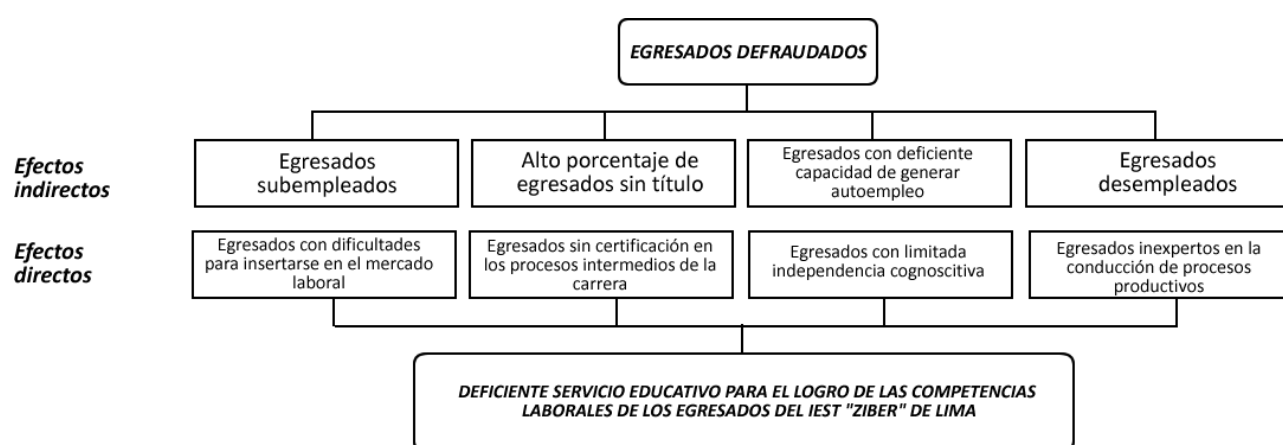 EGRESADOS DEFRAUDADOS
Efectos
indirectos
Egresados
subempleados
Alto porcentaje de
egresados sin título
Egresados con deficiente
capacidad de generar
autoempleo
Egresados
desempleados
Efectos
directos
Egresados con dificultades
para insertarse en el mercado
laboral
Egresados sin certificación en
los procesos intermedios de la
carrera
Egresados con limitada
independencia cognoscitiva
Egresados inexpertos en la
conducción de procesos
productivos
DEFICIENTE SERVICIO EDUCATIVO PARA EL LOGRO DE LAS COMPETENCIAS
LABORALES DE LOS EGRESADOS DEL IEST "ZIBER" DE LIMA